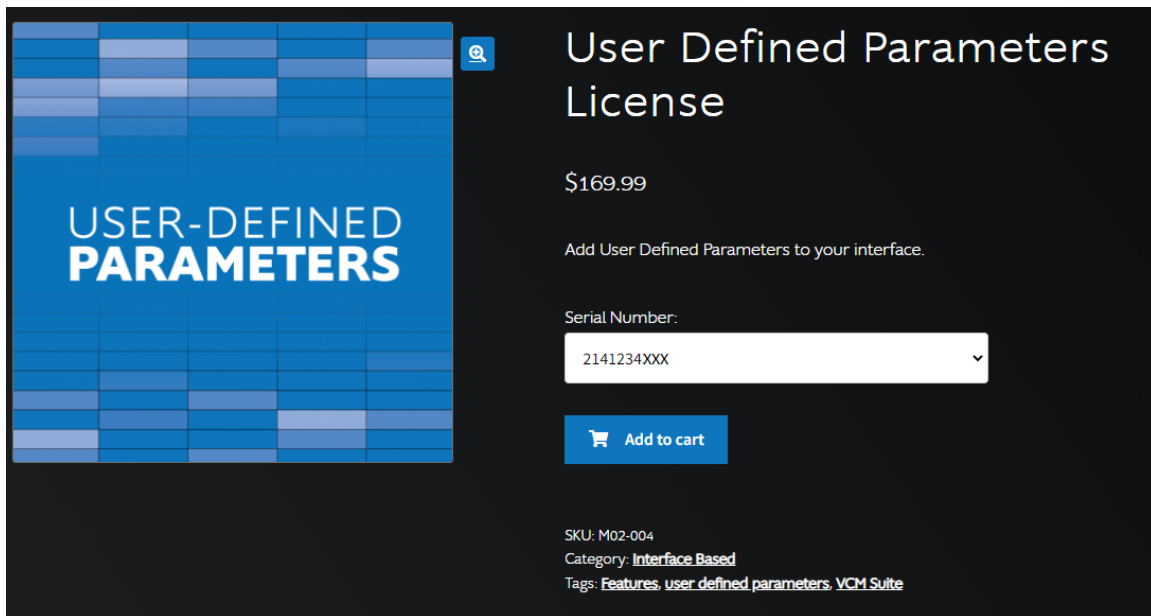 USER-DEFINED
PARAMETERS
User Defined Parameters
License
$169.99
Add User Defined Parameters to your interface.
Serial Number:
2141234XXX
Add to cart
SKU: M02-004
Category: Interface Based
Tags: Features, user defined parameters, VCM Suite